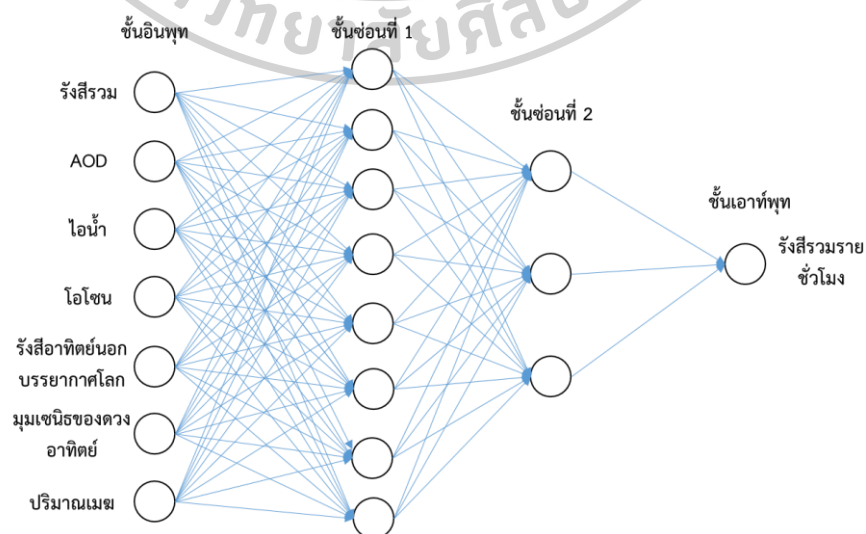 ชั้นอินพุท
ชั้นซ่อนที่ 1
ชั้นซ่อนที่ 2
ชั้นเอาท์พุท
รังสีรวม
AOD
ไอน้ำ
โอโซน
รังสีอาทิตย์นอก
บรรยากาศโลก
มุมเซนิธของดวง
อาทิตย์
ปริมาณเมฆ
รังสีรวมราย
ชั่วโมง